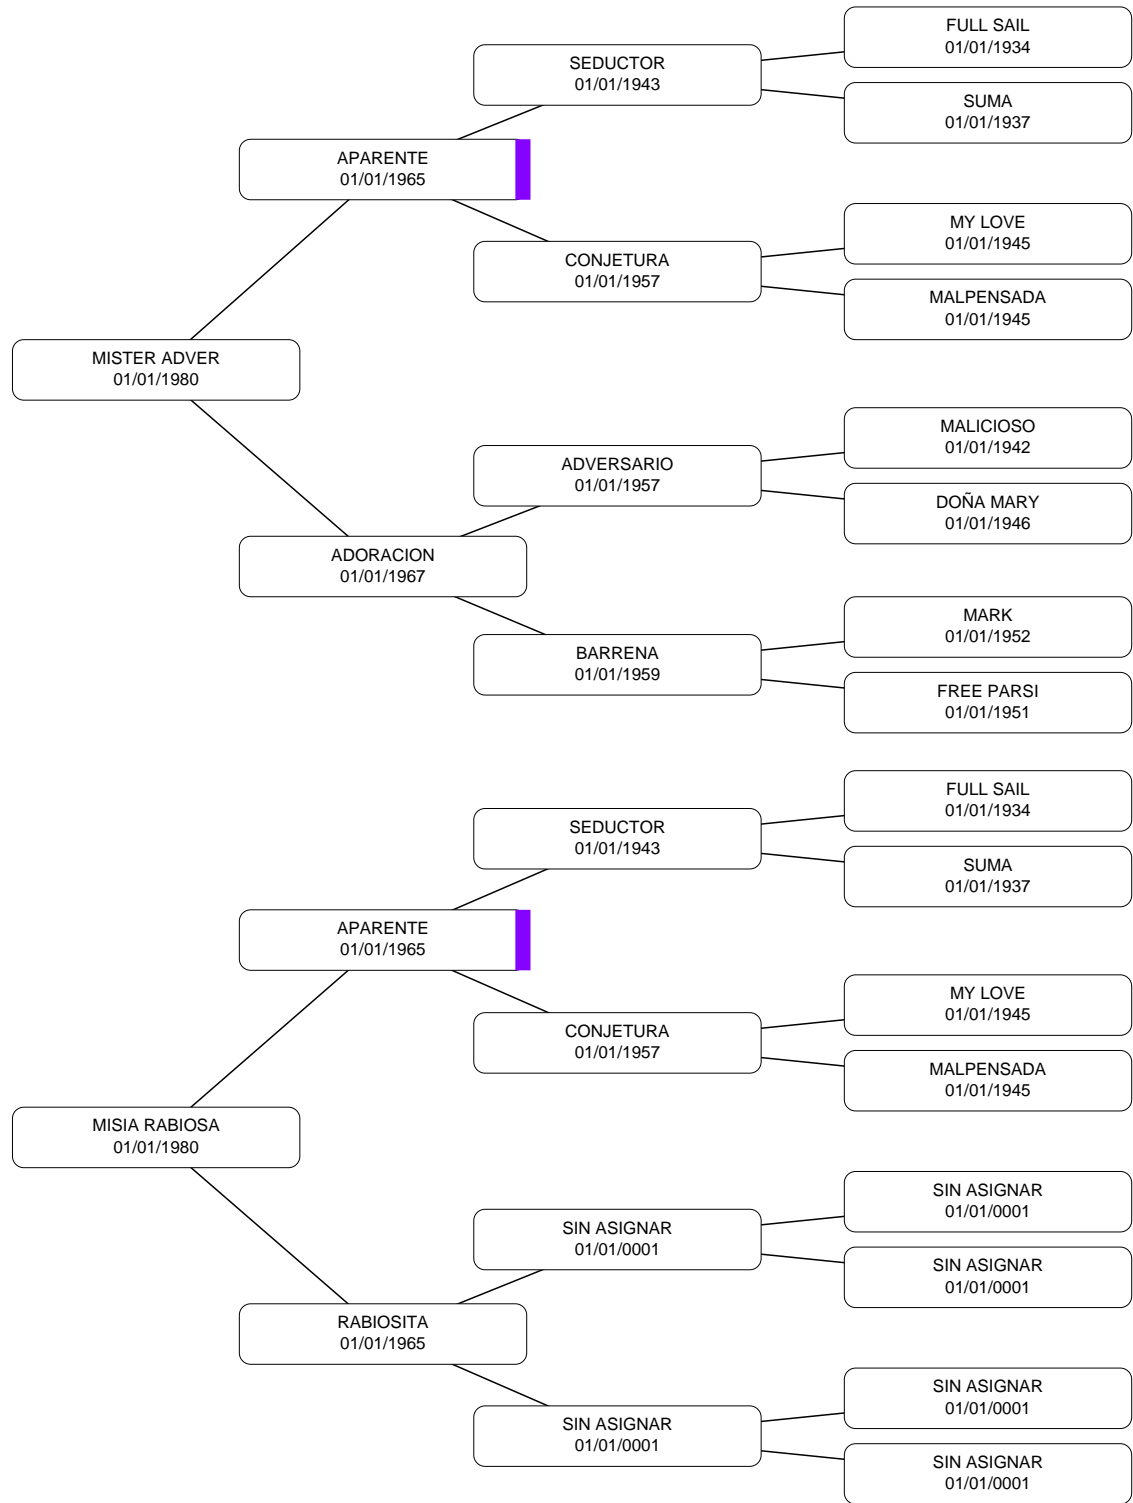 FULL SAIL
01/01/1934
SEDUCTOR
01/01/1943
SUMA
01/01/1937
APARENTE
01/01/1965
MY LOVE
01/01/1945
CONJETURA
01/01/1957
MALPENSADA
01/01/1945
MISTER ADVER
01/01/1980
MALICIOSO
01/01/1942
ADVERSARIO
01/01/1957
DOÑA MARY
01/01/1946
ADORACION
01/01/1967
MARK
01/01/1952
BARRENA
01/01/1959
FREE PARSI
01/01/1951
FULL SAIL
01/01/1934
SEDUCTOR
01/01/1943
SUMA
01/01/1937
APARENTE
01/01/1965
MY LOVE
01/01/1945
CONJETURA
01/01/1957
MALPENSADA
01/01/1945
MISIA RABIOSA
01/01/1980
SIN ASIGNAR
01/01/0001
SIN ASIGNAR
01/01/0001
SIN ASIGNAR
01/01/0001
RABIOSITA
01/01/1965
SIN ASIGNAR
01/01/0001
SIN ASIGNAR
01/01/0001
SIN ASIGNAR
01/01/0001